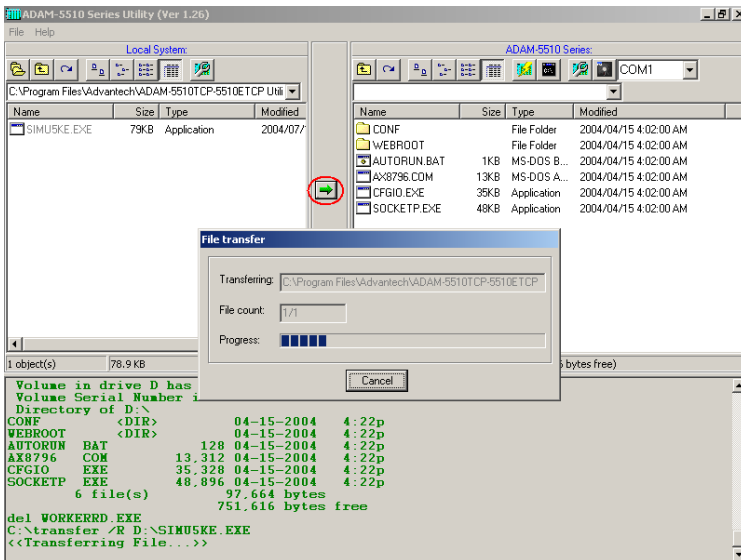 ADAM-5510 Series Utility (Ver 1.26)
File Help
Local System:
ADAM-5510 Series:
COM1
C:\Program Files\Advantech\ADAM-5510TCP-5510ETCP Utili
Name Size Type Modified
SIMU5KE.EXE 79KB Application 2004/07/
Name Size Type Modified
CONF File Folder 2004/04/15 4:02:00 AM
WEBROOT File Folder 2004/04/15 4:02:00 AM
AUTORUN.BAT 1KB MS-DOS B... 2004/04/15 4:02:00 AM
AX8796.COM 13KB MS-DOS A... 2004/04/15 4:02:00 AM
CFGIO.EXE 35KB Application 2004/04/15 4:02:00 AM
SOCKETP.EXE 48KB Application 2004/04/15 4:02:00 AM
File transfer
Transferring: C:\Program Files\Advantech\ADAM-5510TCP-5510ETCP
File count: 1/1
Progress:
Cancel
1 object(s) 78.9 KB
bytes free)
Volume in drive D has
Volume Serial Number i
Directory of D:\
CONF <DIR> 04-15-2004 4:22p
WEBROOT <DIR> 04-15-2004 4:22p
AUTORUN BAT 128 04-15-2004 4:22p
AX8796 COM 13,312 04-15-2004 4:22p
CFGIO EXE 35,328 04-15-2004 4:22p
SOCKETP EXE 48,896 04-15-2004 4:22p
6 file(s) 97,664 bytes
751,616 bytes free
del WORKERRD.EXE
C:\transfer /R D:\SIMU5KE.EXE
<<Transferring File...>>